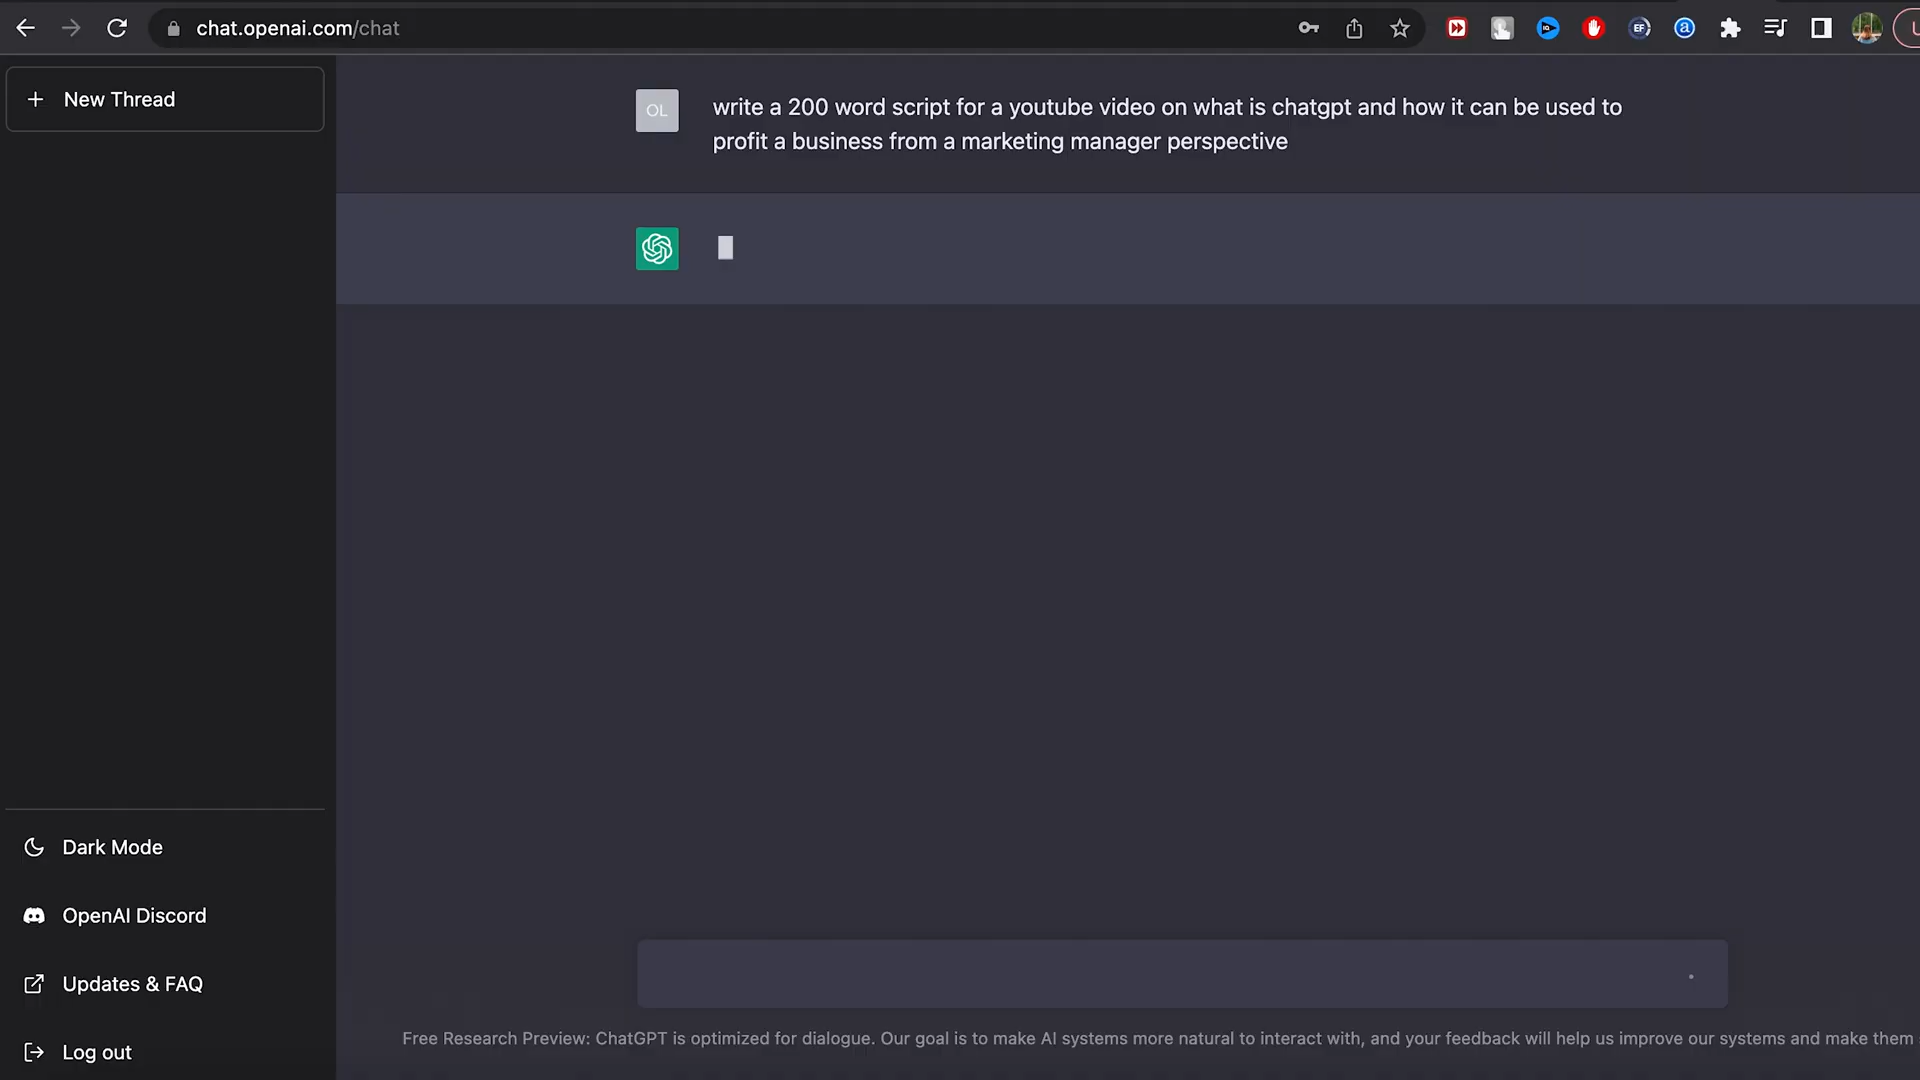 chat.openai.com/chat
New Thread
OL
write a 200 word script for a youtube video on what is chatgpt and how it can be used to
profit a business from a marketing manager perspective
Dark Mode
OpenAI Discord
Updates & FAQ
Log out
Free Research Preview: ChatGPT is optimized for dialogue. Our goal is to make AI systems more natural to interact with, and your feedback will help us improve our systems and make them
EF
a